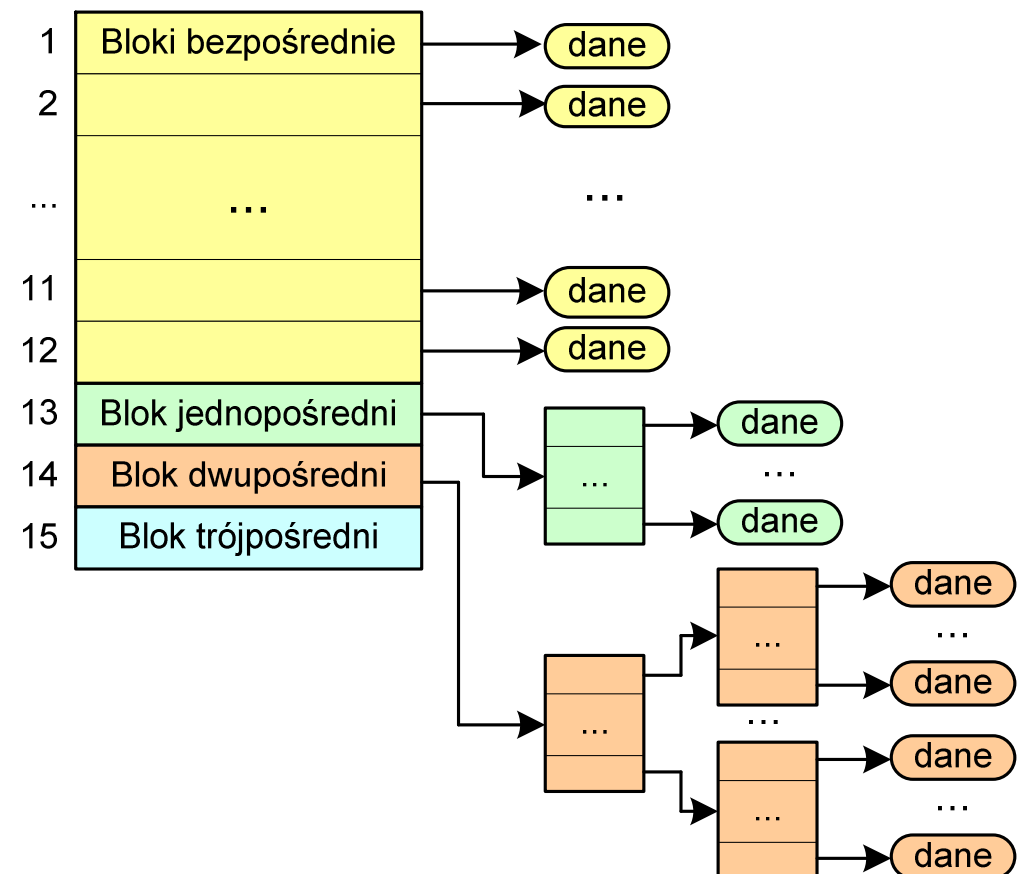 1 Bloki bezpośrednie dane
2 dane
... ... ...
11 dane
12 dane
13 Blok jednopośredni dane
... ...
dane
14 Blok dwupośredni
15 Blok trójpośredni
dane
... ...
dane
...
...
dane
... ...
dane